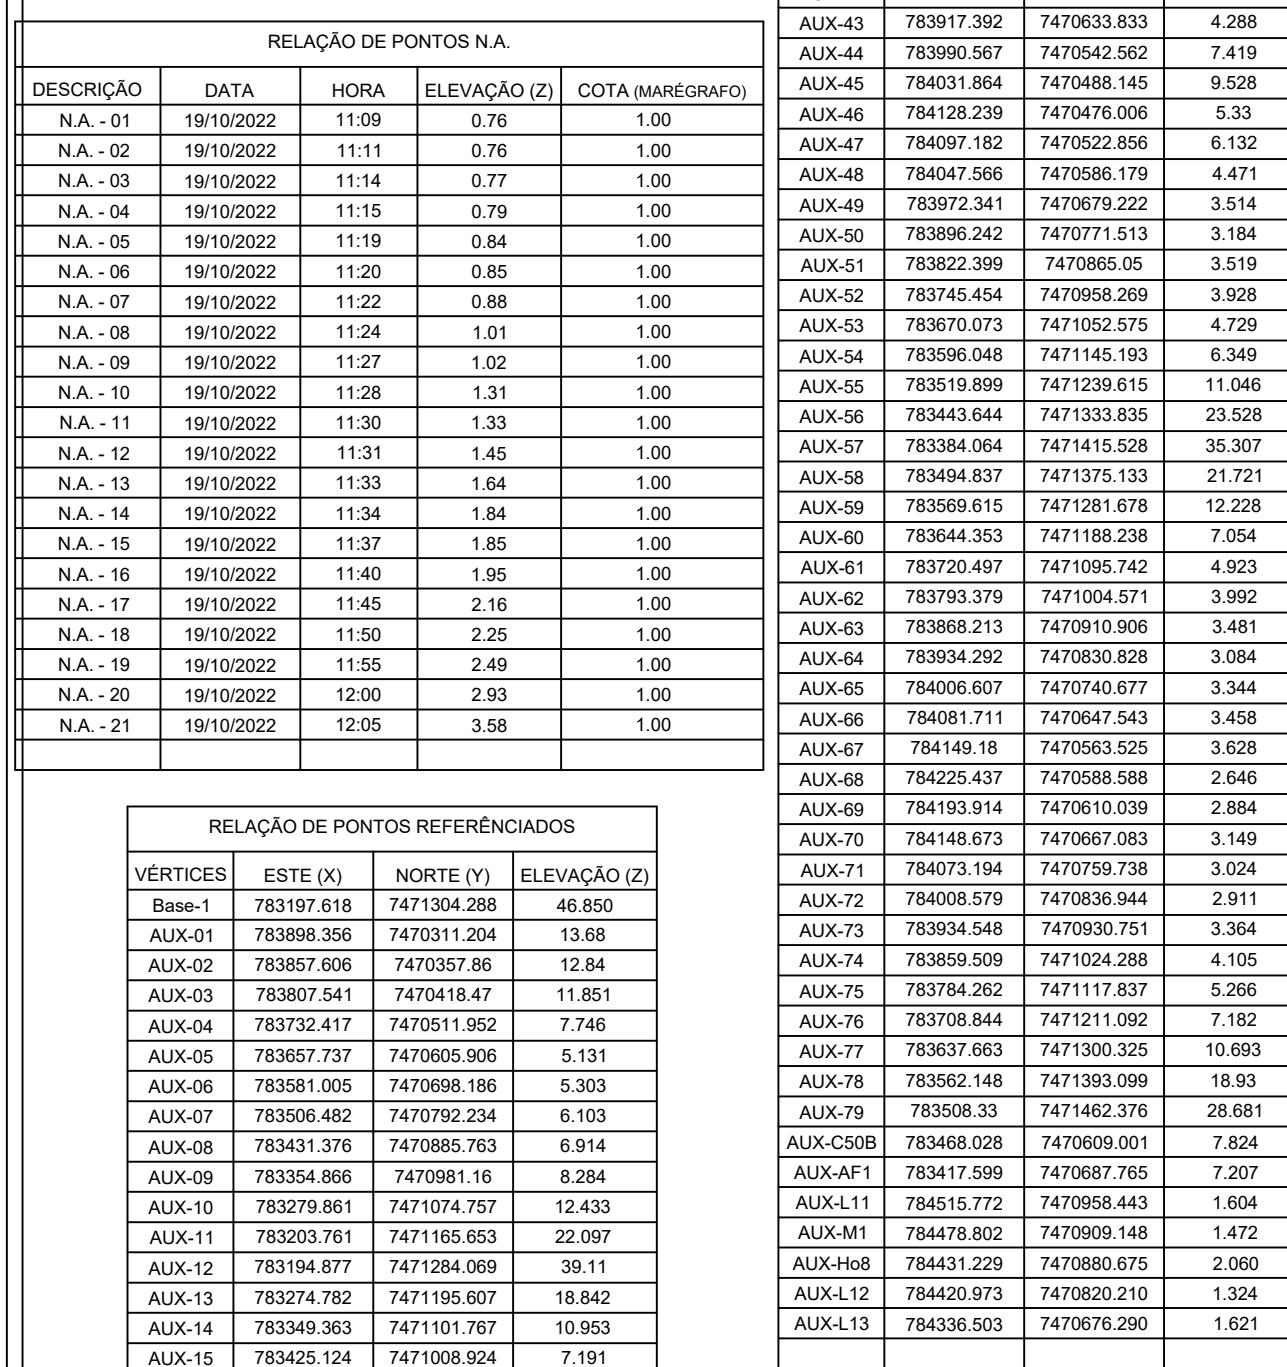 RELAÇÃO DE PONTOS N.A.
DESCRIÇÃO DATA HORA ELEVAÇÃO (Z) COTA (MARÉGRAFO)
N.A. - 01 19/10/2022 11:09 0.76 1.00
N.A. - 02 19/10/2022 11:11 0.76 1.00
N.A. - 03 19/10/2022 11:14 0.77 1.00
N.A. - 04 19/10/2022 11:15 0.79 1.00
N.A. - 05 19/10/2022 11:19 0.84 1.00
N.A. - 06 19/10/2022 11:20 0.85 1.00
N.A. - 07 19/10/2022 11:22 0.88 1.00
N.A. - 08 19/10/2022 11:24 1.01 1.00
N.A. - 09 19/10/2022 11:27 1.02 1.00
N.A. - 10 19/10/2022 11:28 1.31 1.00
N.A. - 11 19/10/2022 11:30 1.33 1.00
N.A. - 12 19/10/2022 11:31 1.45 1.00
N.A. - 13 19/10/2022 11:33 1.64 1.00
N.A. - 14 19/10/2022 11:34 1.84 1.00
N.A. - 15 19/10/2022 11:37 1.85 1.00
N.A. - 16 19/10/2022 11:40 1.95 1.00
N.A. - 17 19/10/2022 11:45 2.16 1.00
N.A. - 18 19/10/2022 11:50 2.25 1.00
N.A. - 19 19/10/2022 11:55 2.49 1.00
N.A. - 20 19/10/2022 12:00 2.93 1.00
N.A. - 21 19/10/2022 12:05 3.58 1.00
RELAÇÃO DE PONTOS REFERÊNCIADOS
VÉRTICES ESTE (X) NORTE (Y) ELEVAÇÃO (Z)
Base-1 783197.618 7471304.288 46.850
AUX-01 783898.356 7470311.204 13.68
AUX-02 783857.606 7470357.86 12.84
AUX-03 783807.541 7470418.47 11.851
AUX-04 783732.417 7470511.952 7.746
AUX-05 783657.737 7470605.906 5.131
AUX-06 783581.005 7470698.186 5.303
AUX-07 783506.482 7470792.234 6.103
AUX-08 783431.376 7470885.763 6.914
AUX-09 783354.866 7470981.16 8.284
AUX-10 783279.861 7471074.757 12.433
AUX-11 783203.761 7471165.653 22.097
AUX-12 783194.877 7471284.069 39.11
AUX-13 783274.782 7471195.607 18.842
AUX-14 783349.363 7471101.767 10.953
AUX-15 783425.124 7471008.924 7.191
AUX-43 783917.392 7470633.833 4.288
AUX-44 783990.567 7470542.562 7.419
AUX-45 784031.864 7470488.145 9.528
AUX-46 784128.239 7470476.006 5.33
AUX-47 784097.182 7470522.856 6.132
AUX-48 784047.566 7470586.179 4.471
AUX-49 783972.341 7470679.222 3.514
AUX-50 783896.242 7470771.513 3.184
AUX-51 783822.399 7470865.05 3.519
AUX-52 783745.454 7470958.269 3.928
AUX-53 783670.073 7471052.575 4.729
AUX-54 783596.048 7471145.193 6.349
AUX-55 783519.899 7471239.615 11.046
AUX-56 783443.644 7471333.835 23.528
AUX-57 783384.064 7471415.528 35.307
AUX-58 783494.837 7471375.133 21.721
AUX-59 783569.615 7471281.678 12.228
AUX-60 783644.353 7471188.238 7.054
AUX-61 783720.497 7471095.742 4.923
AUX-62 783793.379 7471004.571 3.992
AUX-63 783868.213 7470910.906 3.481
AUX-64 783934.292 7470830.828 3.084
AUX-65 784006.607 7470740.677 3.344
AUX-66 784081.711 7470647.543 3.458
AUX-67 784149.18 7470563.525 3.628
AUX-68 784225.437 7470588.588 2.646
AUX-69 784193.914 7470610.039 2.884
AUX-70 784148.673 7470667.083 3.149
AUX-71 784073.194 7470759.738 3.024
AUX-72 784008.579 7470836.944 2.911
AUX-73 783934.548 7470930.751 3.364
AUX-74 783859.509 7471024.288 4.105
AUX-75 783784.262 7471117.837 5.266
AUX-76 783708.844 7471211.092 7.182
AUX-77 783637.663 7471300.325 10.693
AUX-78 783562.148 7471393.099 18.93
AUX-79 783508.33 7471462.376 28.681
AUX-C50B 783468.028 7470609.001 7.824
AUX-AF1 783417.599 7470687.765 7.207
AUX-L11 784515.772 7470958.443 1.604
AUX-M1 784478.802 7470909.148 1.472
AUX-Ho8 784431.229 7470880.675 2.060
AUX-L12 784420.973 7470820.210 1.324
AUX-L13 784336.503 7470676.290 1.621